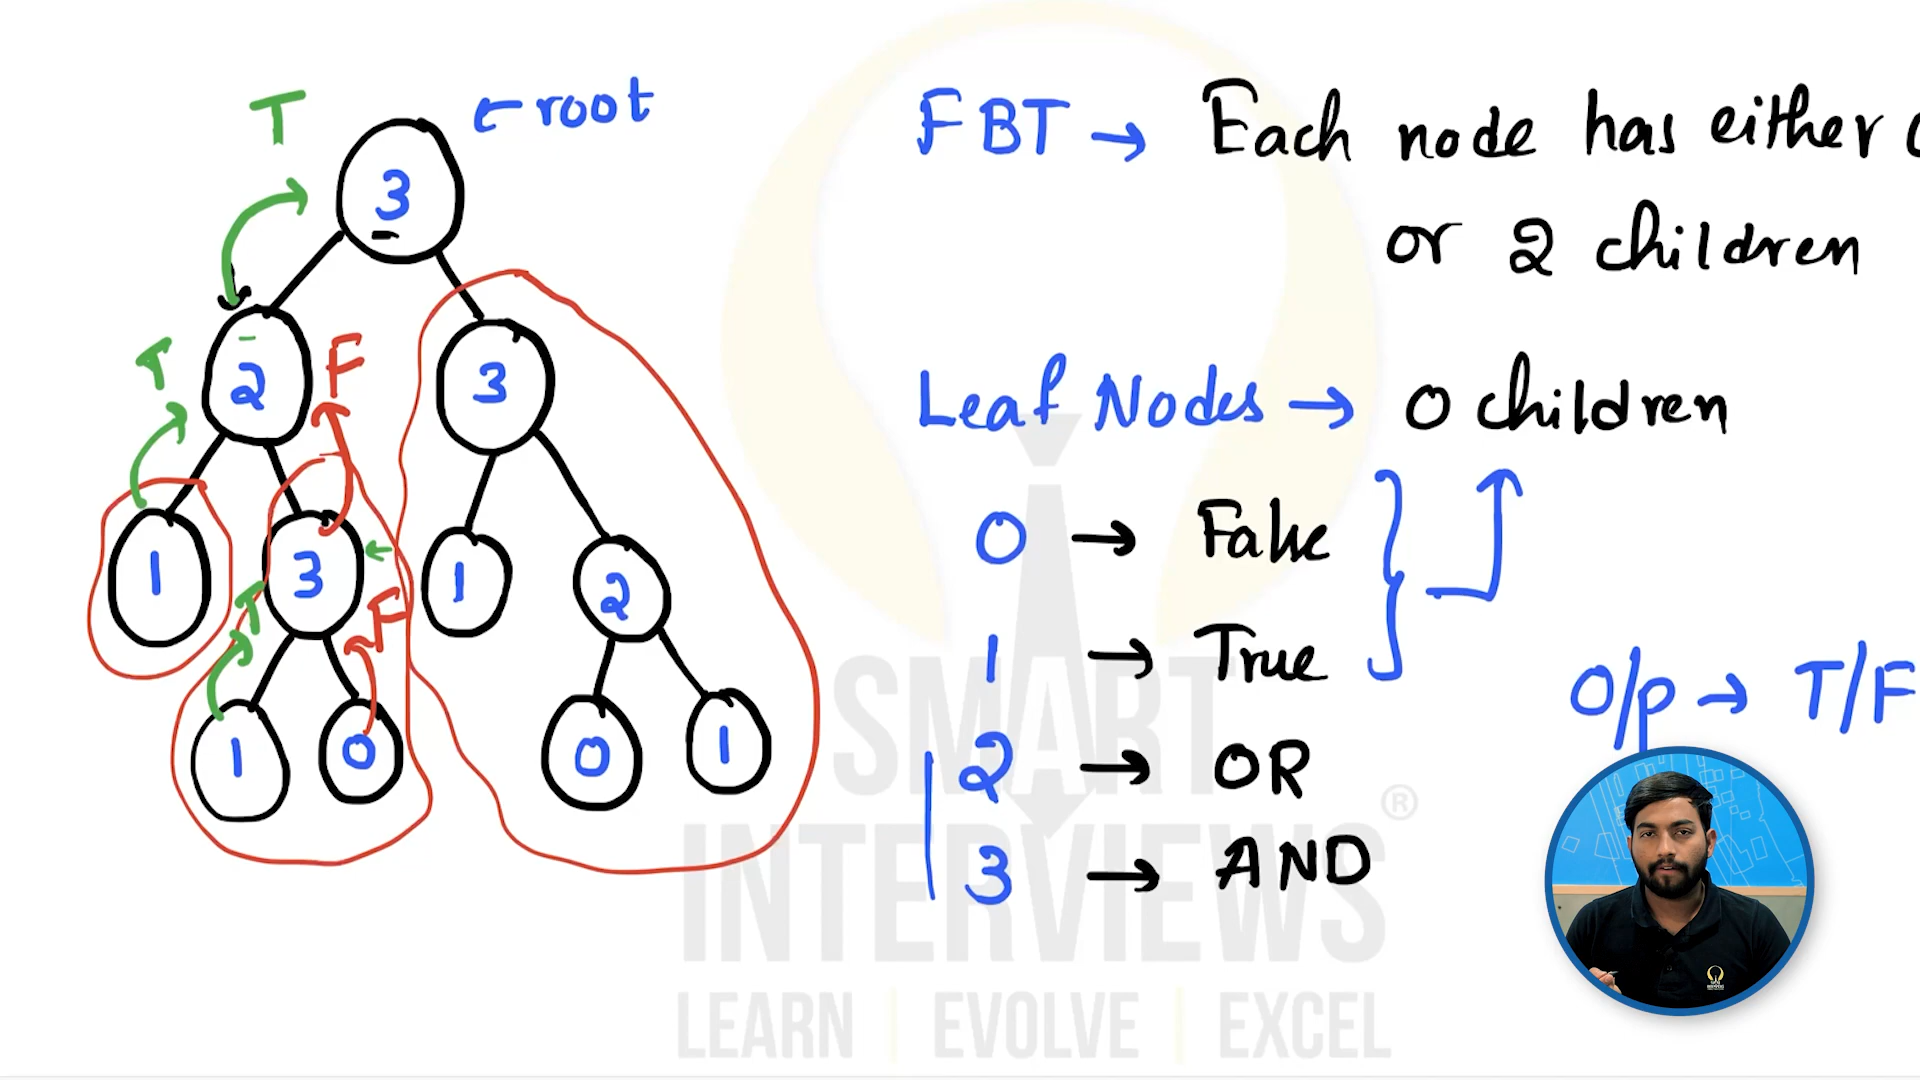 T
← root
3
2
3
T
F
1
3
1
2
T
F
1
0
0
1
FBT → Each node has either
or 2 children
Leaf Nodes → 0 children
0 → False
1 → True
2 → OR
3 → AND
O/p → T/F
SMART
INTERVIEWS®
LEARN | EVOLVE | EXCEL